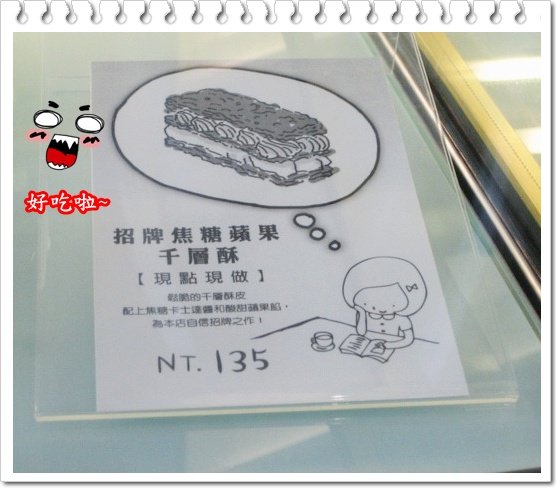 好吃啦~
招牌焦糖蘋果
千層酥
【現點現做】
鬆脆的千層酥皮
配上焦糖卡士達醬和酸甜蘋果餡，
為本店自信招牌之作！
NT. 135